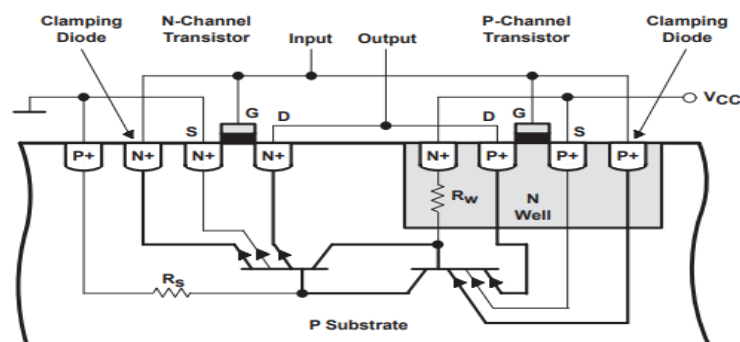 Clamping Diode
N-Channel Transistor
Input
Output
P-Channel Transistor
Clamping Diode
VCC
G
D
D
G
S
S
P+
N+
N+
N+
N+
P+
P+
P+
RW
N Well
RS
P Substrate